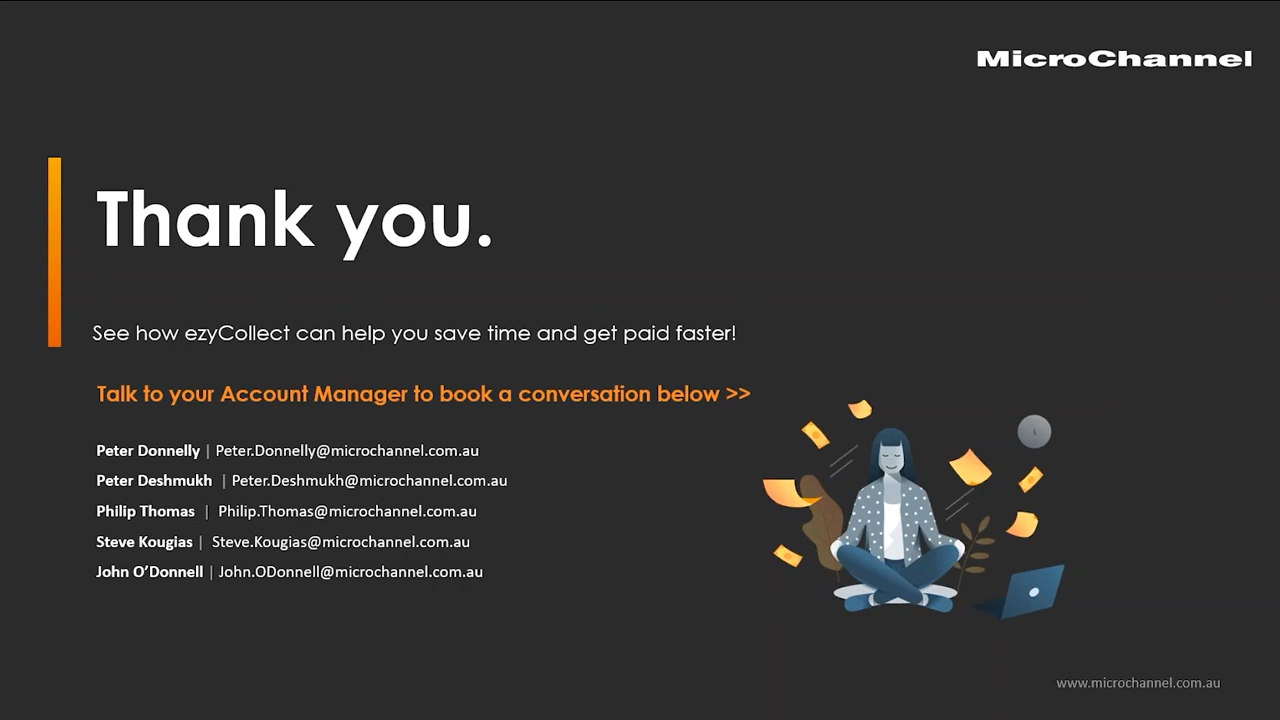 MicroChannel
Thank you.
See how ezyCollect can help you save time and get paid faster!
Talk to your Account Manager to book a conversation below >>
Peter Donnelly | Peter.Donnelly@microchannel.com.au
Peter Deshmukh | Peter.Deshmukh@microchannel.com.au
Philip Thomas | Philip.Thomas@microchannel.com.au
Steve Kougias | Steve.Kougias@microchannel.com.au
John O’Donnell | John.ODonnell@microchannel.com.au
www.microchannel.com.au